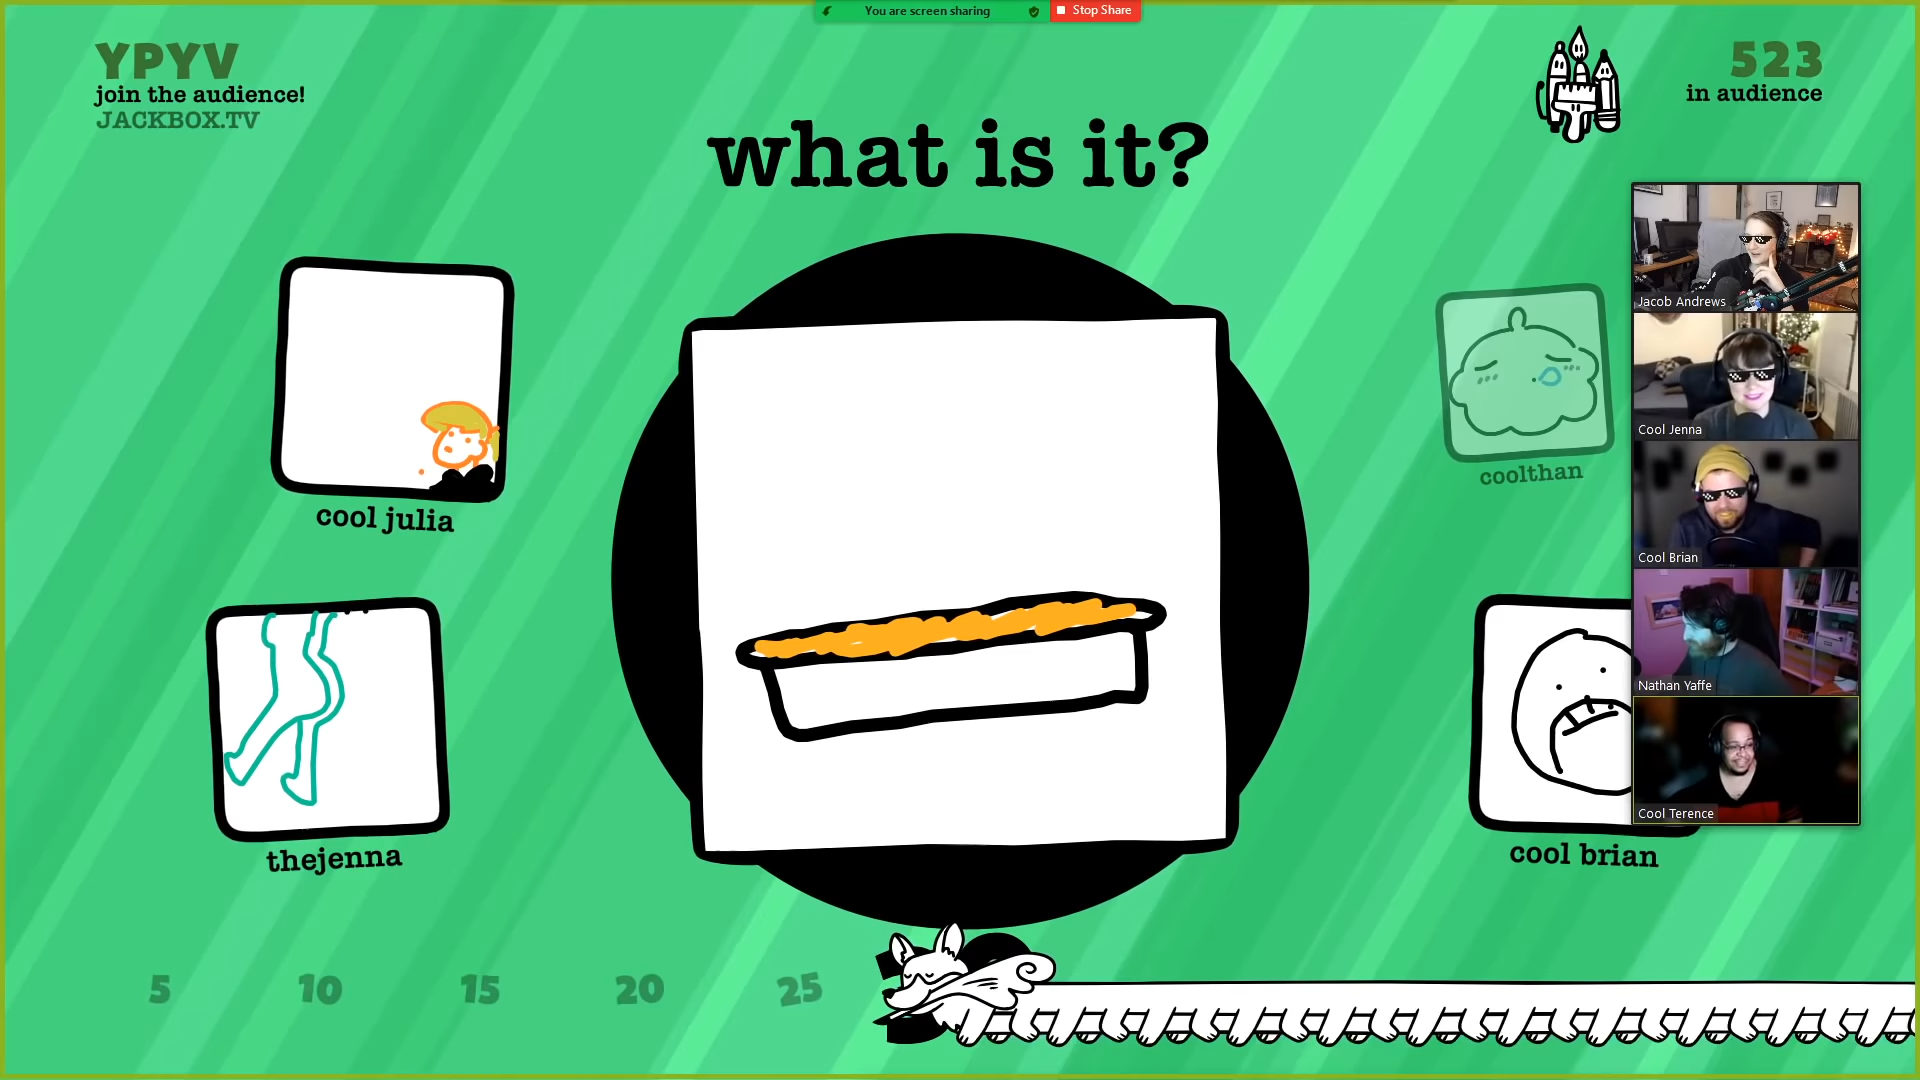 You are screen sharing
Stop Share
YPYV
join the audience!
JACKBOX.TV
523
in audience
what is it?
Jacob Andrews
Cool Jenna
Cool Brian
Nathan Yaffe
Cool Terence
cool julia
coolthan
thejenna
cool brian
5 10 15 20 25